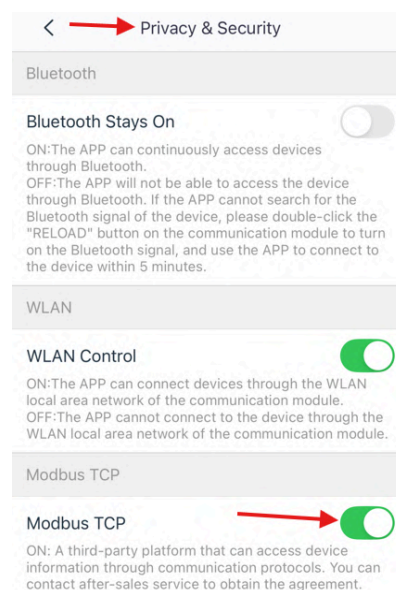 Privacy & Security
Bluetooth
Bluetooth Stays On
ON:The APP can continuously access devices
through Bluetooth.
OFF:The APP will not be able to access the device
through Bluetooth. If the APP cannot search for the
Bluetooth signal of the device, please double-click the
"RELOAD" button on the communication module to turn
on the Bluetooth signal, and use the APP to connect to
the device within 5 minutes.
WLAN
WLAN Control
ON:The APP can connect devices through the WLAN
local area network of the communication module.
OFF:The APP cannot connect to the device through the
WLAN local area network of the communication module.
Modbus TCP
Modbus TCP
ON: A third-party platform that can access device
information through communication protocols. You can
contact after-sales service to obtain the agreement.